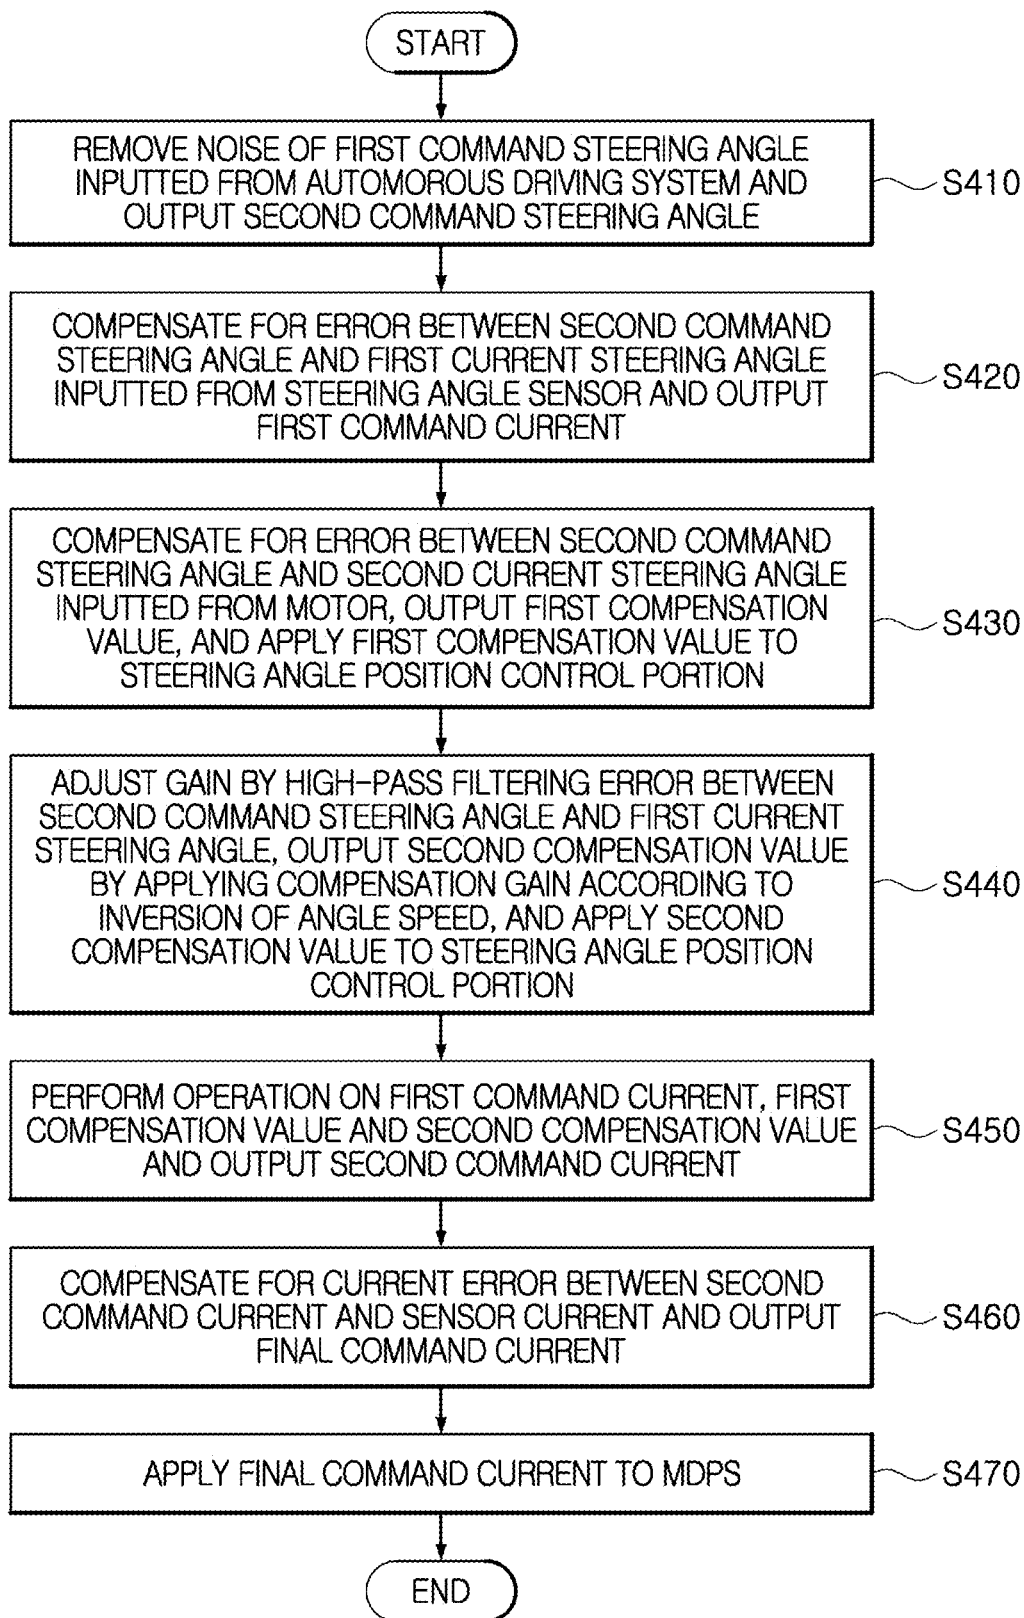 START
REMOVE NOISE OF FIRST COMMAND STEERING ANGLE
INPUTTED FROM AUTOMOROUS DRIVING SYSTEM AND
OUTPUT SECOND COMMAND STEERING ANGLE
S410
COMPENSATE FOR ERROR BETWEEN SECOND COMMAND
STEERING ANGLE AND FIRST CURRENT STEERING ANGLE
INPUTTED FROM STEERING ANGLE SENSOR AND OUTPUT
FIRST COMMAND CURRENT
S420
COMPENSATE FOR ERROR BETWEEN SECOND COMMAND
STEERING ANGLE AND SECOND CURRENT STEERING ANGLE
INPUTTED FROM MOTOR, OUTPUT FIRST COMPENSATION
VALUE, AND APPLY FIRST COMPENSATION VALUE TO
STEERING ANGLE POSITION CONTROL PORTION
S430
ADJUST GAIN BY HIGH-PASS FILTERING ERROR BETWEEN
SECOND COMMAND STEERING ANGLE AND FIRST CURRENT
STEERING ANGLE, OUTPUT SECOND COMPENSATION VALUE
BY APPLYING COMPENSATION GAIN ACCORDING TO
INVERSION OF ANGLE SPEED, AND APPLY SECOND
COMPENSATION VALUE TO STEERING ANGLE POSITION
CONTROL PORTION
S440
PERFORM OPERATION ON FIRST COMMAND CURRENT, FIRST
COMPENSATION VALUE AND SECOND COMPENSATION VALUE
AND OUTPUT SECOND COMMAND CURRENT
S450
COMPENSATE FOR CURRENT ERROR BETWEEN SECOND
COMMAND CURRENT AND SENSOR CURRENT AND OUTPUT
FINAL COMMAND CURRENT
S460
APPLY FINAL COMMAND CURRENT TO MDPS
S470
END